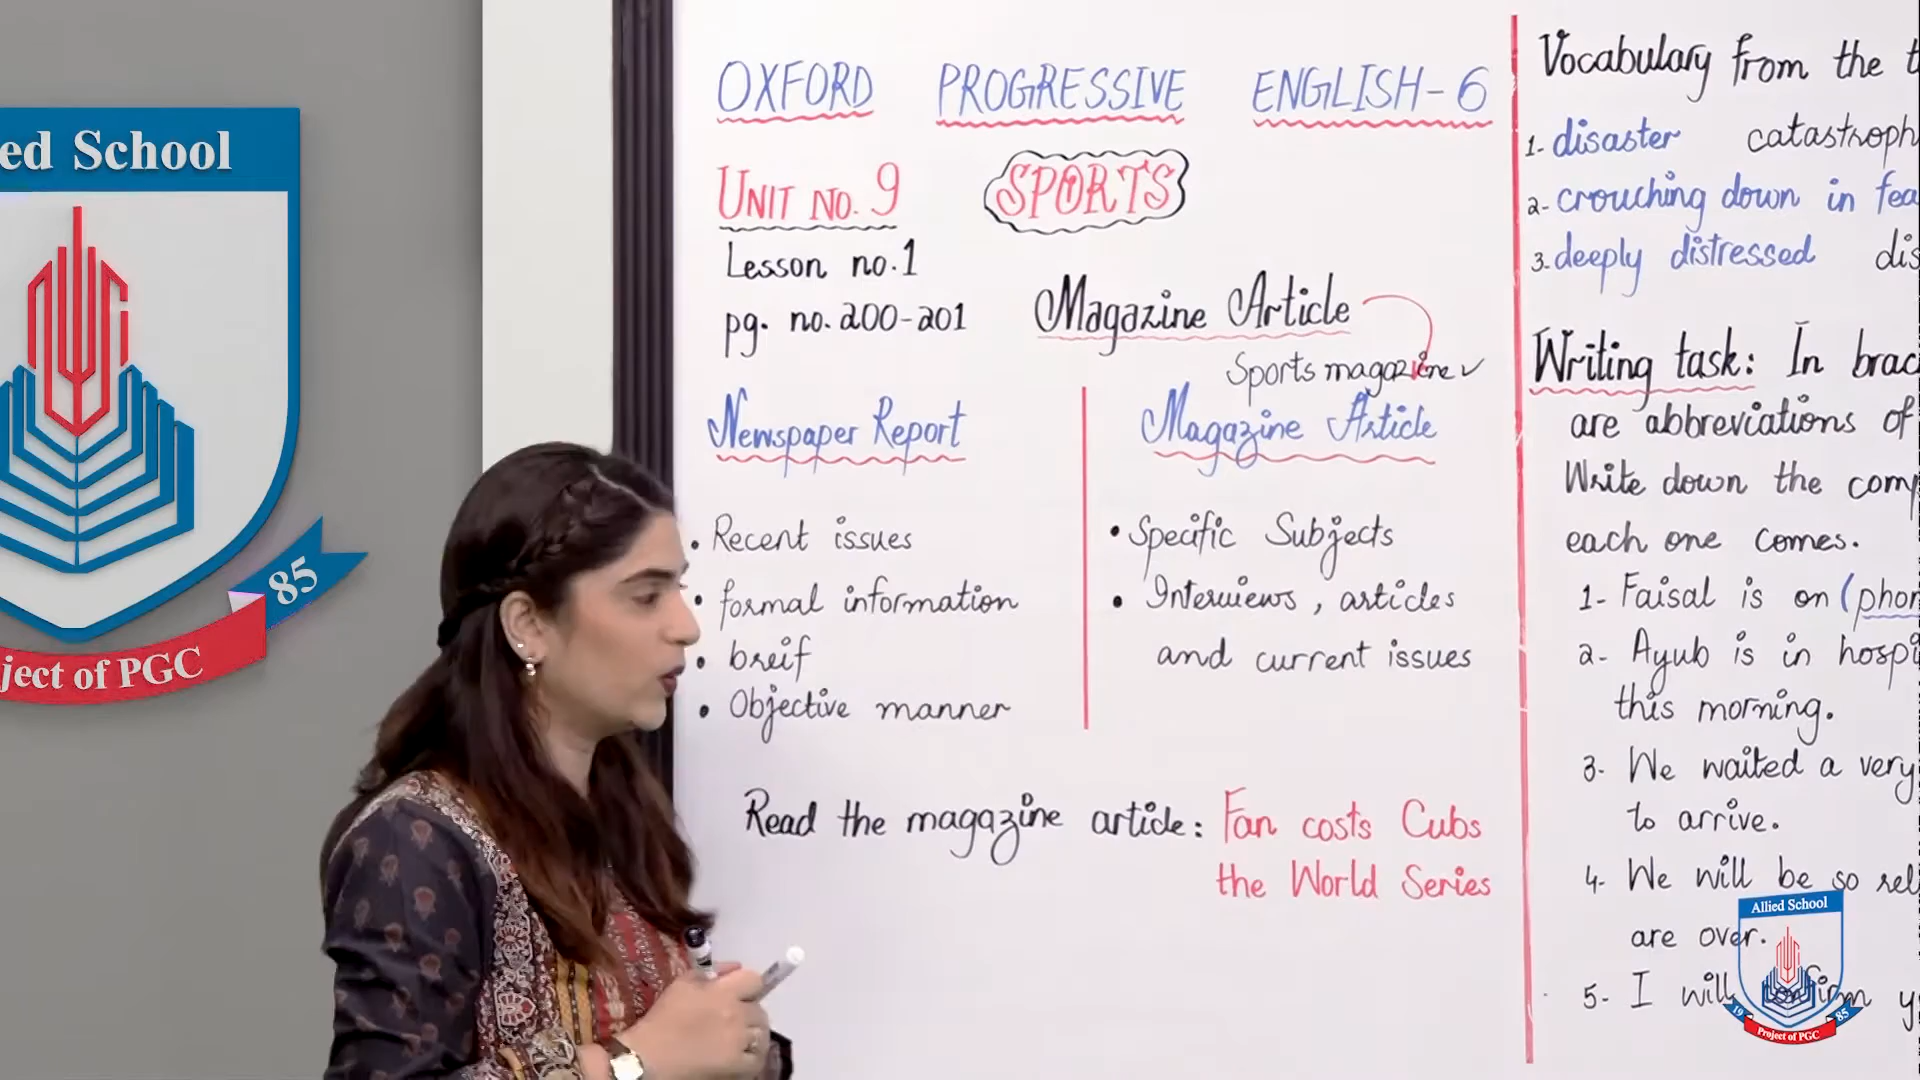 ed School
85
ject of PGC
OXFORD PROGRESSIVE ENGLISH-6
UNIT NO. 9 SPORTS
Lesson no.1
pg. no. 200-201
Magazine Article
Sports magazine ✓
Newspaper Report
• Recent issues
• formal information
• breif
• Objective manner
Magazine Article
• Specific Subjects
• Interviews, articles
and current issues
Read the magazine article: Fan costs Cubs
the World Series
Vocabulary from the t
1- disaster catastroph
2- crouching down in fea
3. deeply distressed dis
Writing task: In brac
are abbreviations of
Write down the com
each one comes.
1- Faisal is on (phon
2- Ayub is in hospi
this morning.
3- We waited a very
to arrive.
4- We will be so rel
are over.
5- I will confirm y
Allied School
19 85
Project of PGC